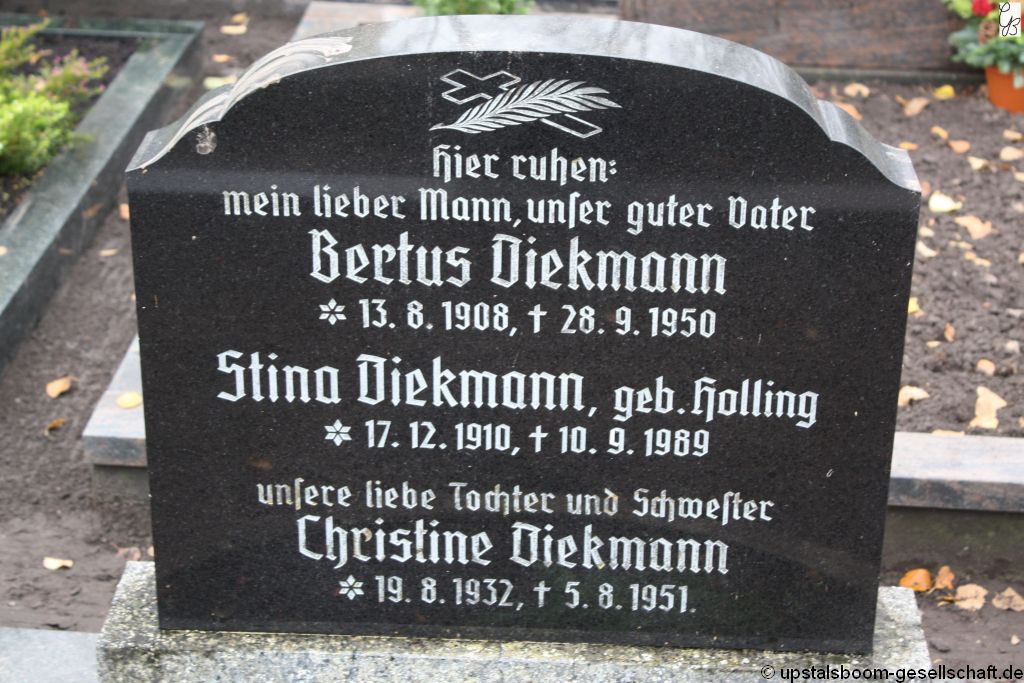 Hier ruhen:
mein lieber Mann, unser guter Vater
Bertus Diekmann
* 13. 8. 1908, † 28. 9. 1950
Stina Diekmann, geb. Holling
* 17. 12. 1910, † 10. 9. 1989
unsere liebe Tochter und Schwester
Christine Diekmann
* 19. 8. 1932, † 5. 8. 1951.
© upstalsboom-gesellschaft.de